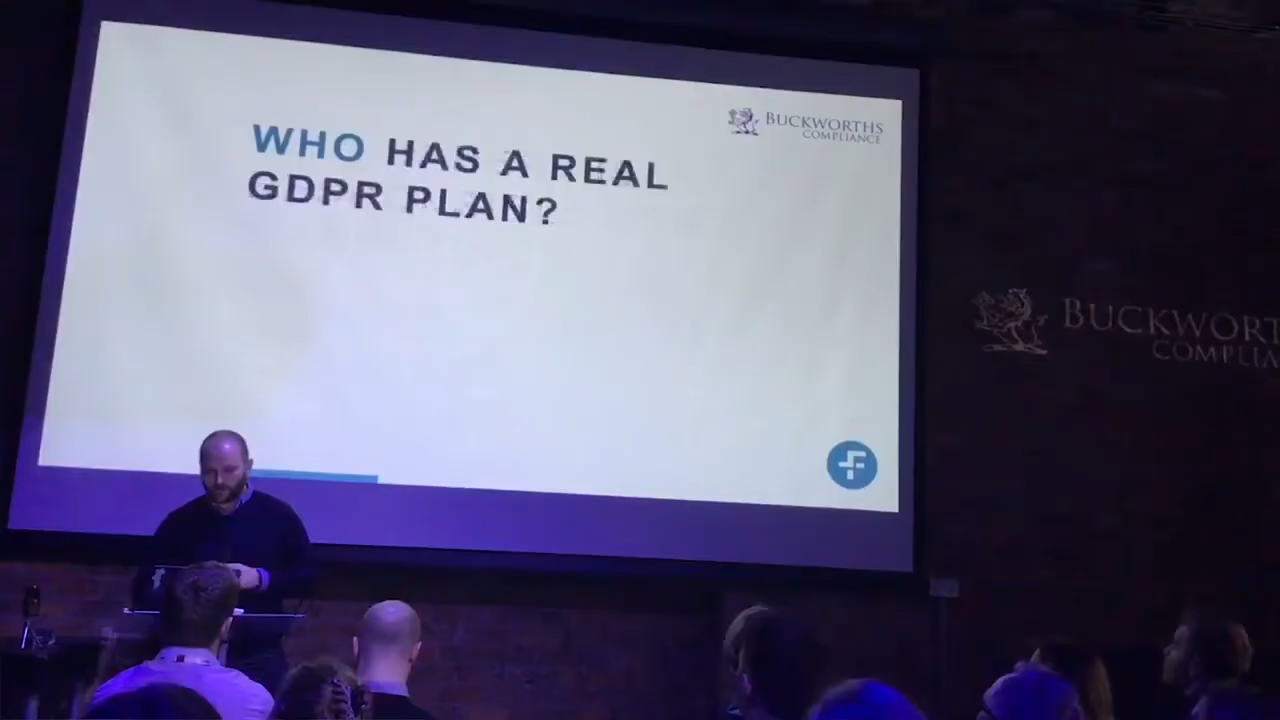 WHO HAS A REAL
GDPR PLAN?
BUCKWORTHS
COMPLIANCE
BUCKWORT
COMPLIA